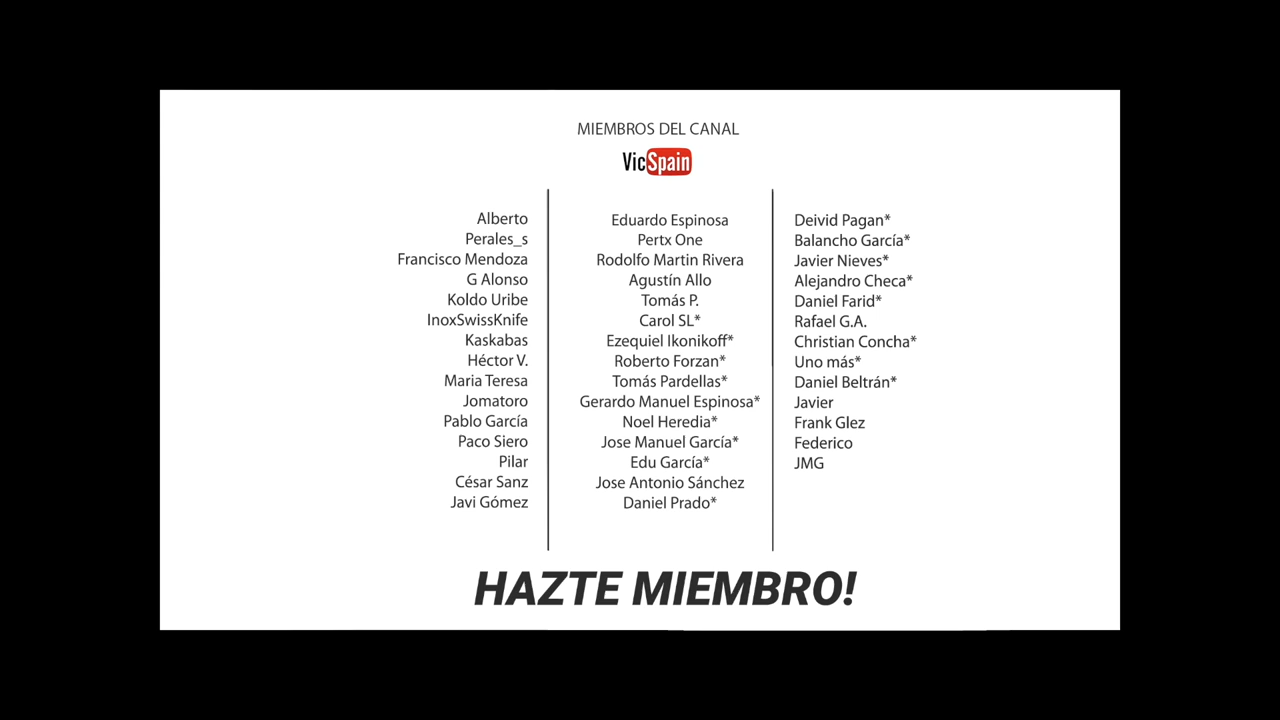 MIEMBROS DEL CANAL
VicSpain
Alberto
Perales_s
Francisco Mendoza
G Alonso
Koldo Uribe
InoxSwissKnife
Kaskabas
Héctor V.
Maria Teresa
Jomatoro
Pablo García
Paco Siero
Pilar
César Sanz
Javi Gómez
Eduardo Espinosa
Pertx One
Rodolfo Martin Rivera
Agustín Allo
Tomás P.
Carol SL*
Ezequiel Ikonikoff*
Roberto Forzan*
Tomás Pardellas*
Gerardo Manuel Espinosa*
Noel Heredia*
Jose Manuel García*
Edu García*
Jose Antonio Sánchez
Daniel Prado*
Deivid Pagan*
Balancho García*
Javier Nieves*
Alejandro Checa*
Daniel Farid*
Rafael G.A.
Christian Concha*
Uno más*
Daniel Beltrán*
Javier
Frank Glez
Federico
JMG
HAZTE MIEMBRO!